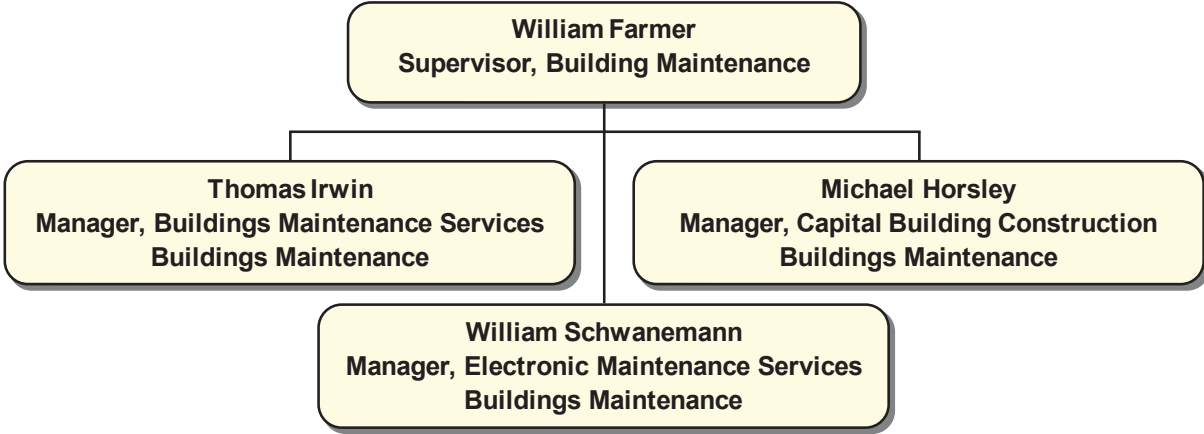 William Farmer
Supervisor, Building Maintenance
Thomas Irwin
Manager, Buildings Maintenance Services
Buildings Maintenance
Michael Horsley
Manager, Capital Building Construction
Buildings Maintenance
William Schwanemann
Manager, Electronic Maintenance Services
Buildings Maintenance